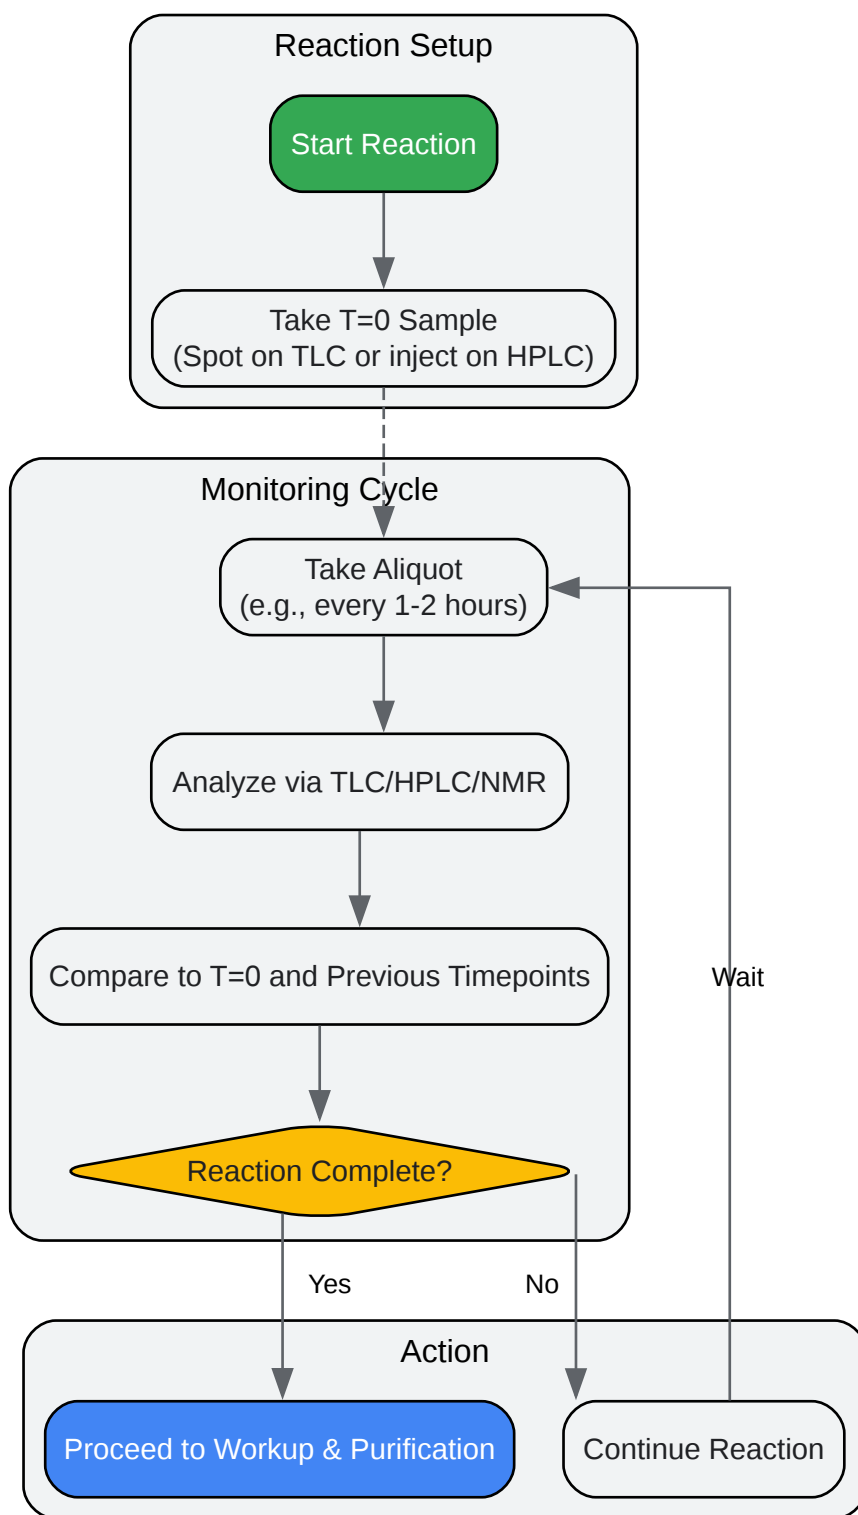 Reaction Setup
Start Reaction
Take T=0 Sample
(Spot on TLC or inject on HPLC)
Monitoring Cycle
Take Aliquot
(e.g., every 1-2 hours)
Analyze via TLC/HPLC/NMR
Compare to T=0 and Previous Timepoints
Wait
Reaction Complete?
Yes
No
Action
Proceed to Workup & Purification
Continue Reaction